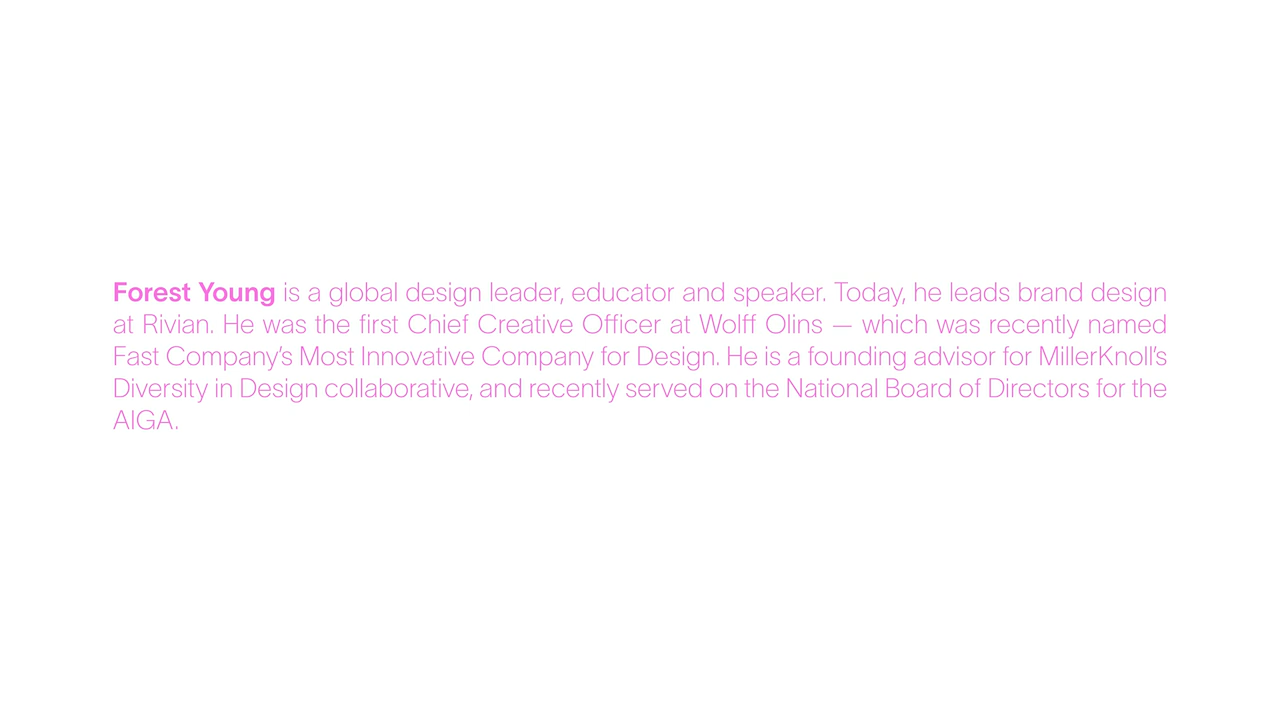 Forest Young is a global design leader, educator and speaker. Today, he leads brand design
at Rivian. He was the first Chief Creative Officer at Wolff Olins — which was recently named
Fast Company’s Most Innovative Company for Design. He is a founding advisor for MillerKnoll’s
Diversity in Design collaborative, and recently served on the National Board of Directors for the
AIGA.